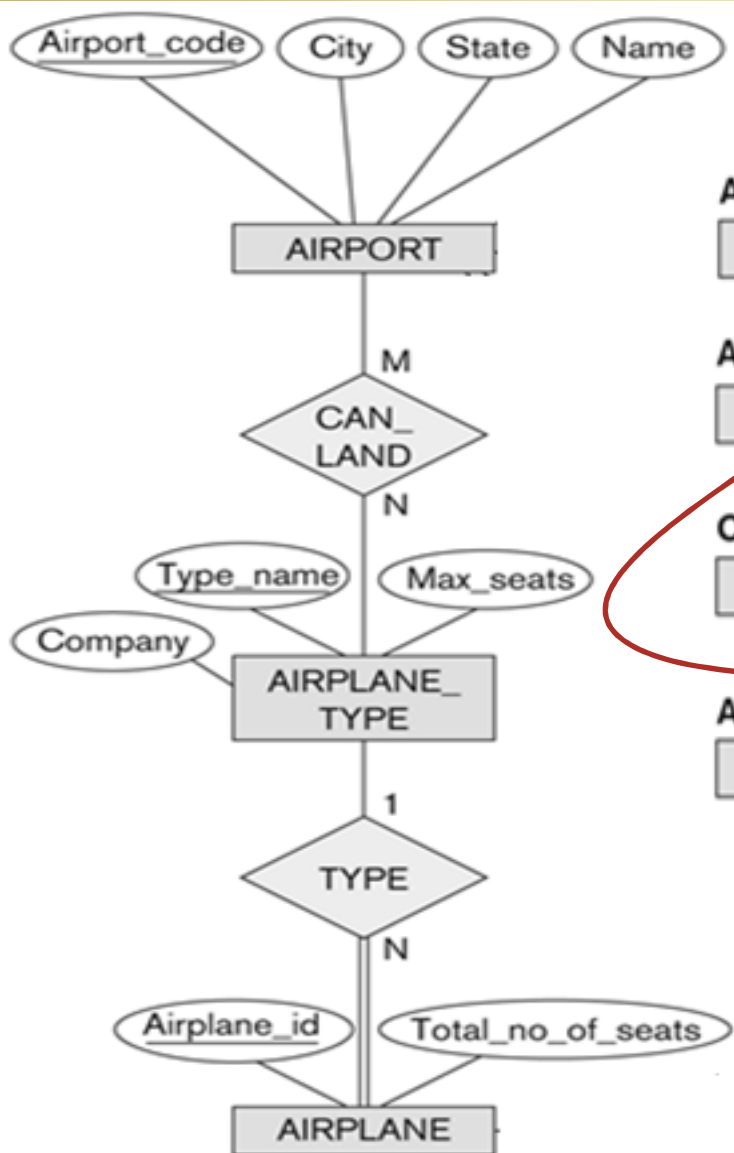 Airport_code City State Name
AIRPORT
M
CAN_
LAND
N
Type_name Max_seats
Company
AIRPLANE_
TYPE
1
TYPE
N
Airplane_id Total_no_of_seats
AIRPLANE
A
A
A